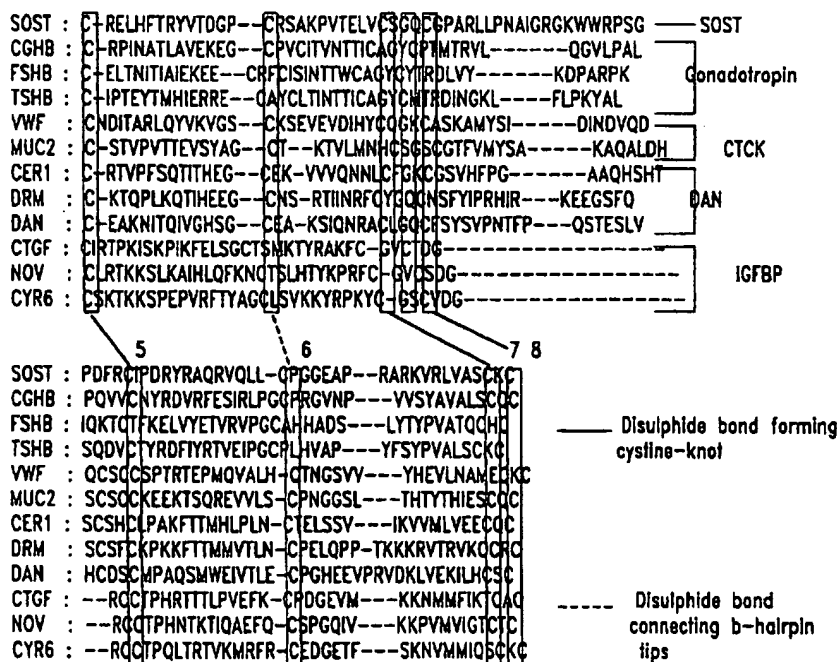 SOST : C-RELHFTRYVTDGP---CRSAKPVTELVCSGQCGPARLLPNAIGRGKWWRPSG SOST
CGHB : C-RPINATLAVEKEG---CPVCITVNTTICAGYCPTMTRVL------QGVLPAL
FSHB : C-ELTNITIAIEKEE---CRFCISINTTWCAGYCYTRDLVY------KDPARPK Gonadotropin
TSHB : C-IPTEYTMHIERRE---CAYCLTINTTICAGYCMTRDINGKL-----FLPKYAL
VWF : CNDITARLQYVKVGS---CKSEVEVDIHYCQGKCASKAMYSI------DINDVQD
MUC2 : C-STVPVTTEVSYAG---CT--KTVLMNHCSGSCGTFVMYSA------KAQALDH CTCK
CER1 : C-RTVPFSQTITHEG---CEK-VVVQNNLCFGKCGSVHFPG------AAQHSHT
DRM : C-KTQPLKQTIHEEG---CNS-RTIINRFCYGQCNSFYIPRHIR----KEEGSFQ DAN
DAN : C-EAKNITQIVGHSG---CEA-KSIQNRACLGQCFSYSVPNTFP----QSTESLV
CTGF : CIRTPKISKPIKFELSGCTSMKTYRAKFC-GVCTDG----------------
NOV : CLRTKKSLKAIHLQFKNCTSLHTYKPRFC-GVCSDG---------------- IGFBP
CYR6 : CSKTKKSPEPVRFTYAGCLSVKKYRPKYC-GSCVDG----------------
5 6 7 8
SOST : PDFRCIPDRYRAQRVQLL-CPGGEAP---RARKVRLVASCKC
CGHB : PQVVCNYRDVRFESIRLPGCPRGVNP---VVSYAVALSCQC
FSHB : IQKTCTFKELVYETVRVPGCAHHADS---LYTYPVATQCHC Disulphide bond forming
TSHB : SQDVCTYRDFIYRTVEIPGCPLHVAP---YFSYPVALSCKC cystine-knot
VWF : QCSCCSPTRTEPMQVALH-CTNGSVV---YHEVLNAMECKC
MUC2 : SCSCCKEEKTSQREVVLS-CPNGGSL---THTYTHIESCQC
CER1 : SCSHCLPAKFTTMHLPLN-CTELSSV---IKVVMLVEECQC
DRM : SCSFCKPKKFTTMMVTLN-CPELQPP--TKKKRVTRVKQCRC
DAN : HCDSCMPAQSMWEIVTLE-CPGHEEVPRVDKLVEKILHCSC
CTGF : --RCCTPHRTTTLPVEFK-CPDGEVM----KKNMMFIKTCAC Disulphide bond
NOV : --RCCTPHNTKTIQAEFQ-CSPGQIV----KKPVMVIGTCTC connecting b-hairpin
CYR6 : --RCCTPQLTRTVKMRFR-CEDGETF----SKNVMMIQSCKC tips